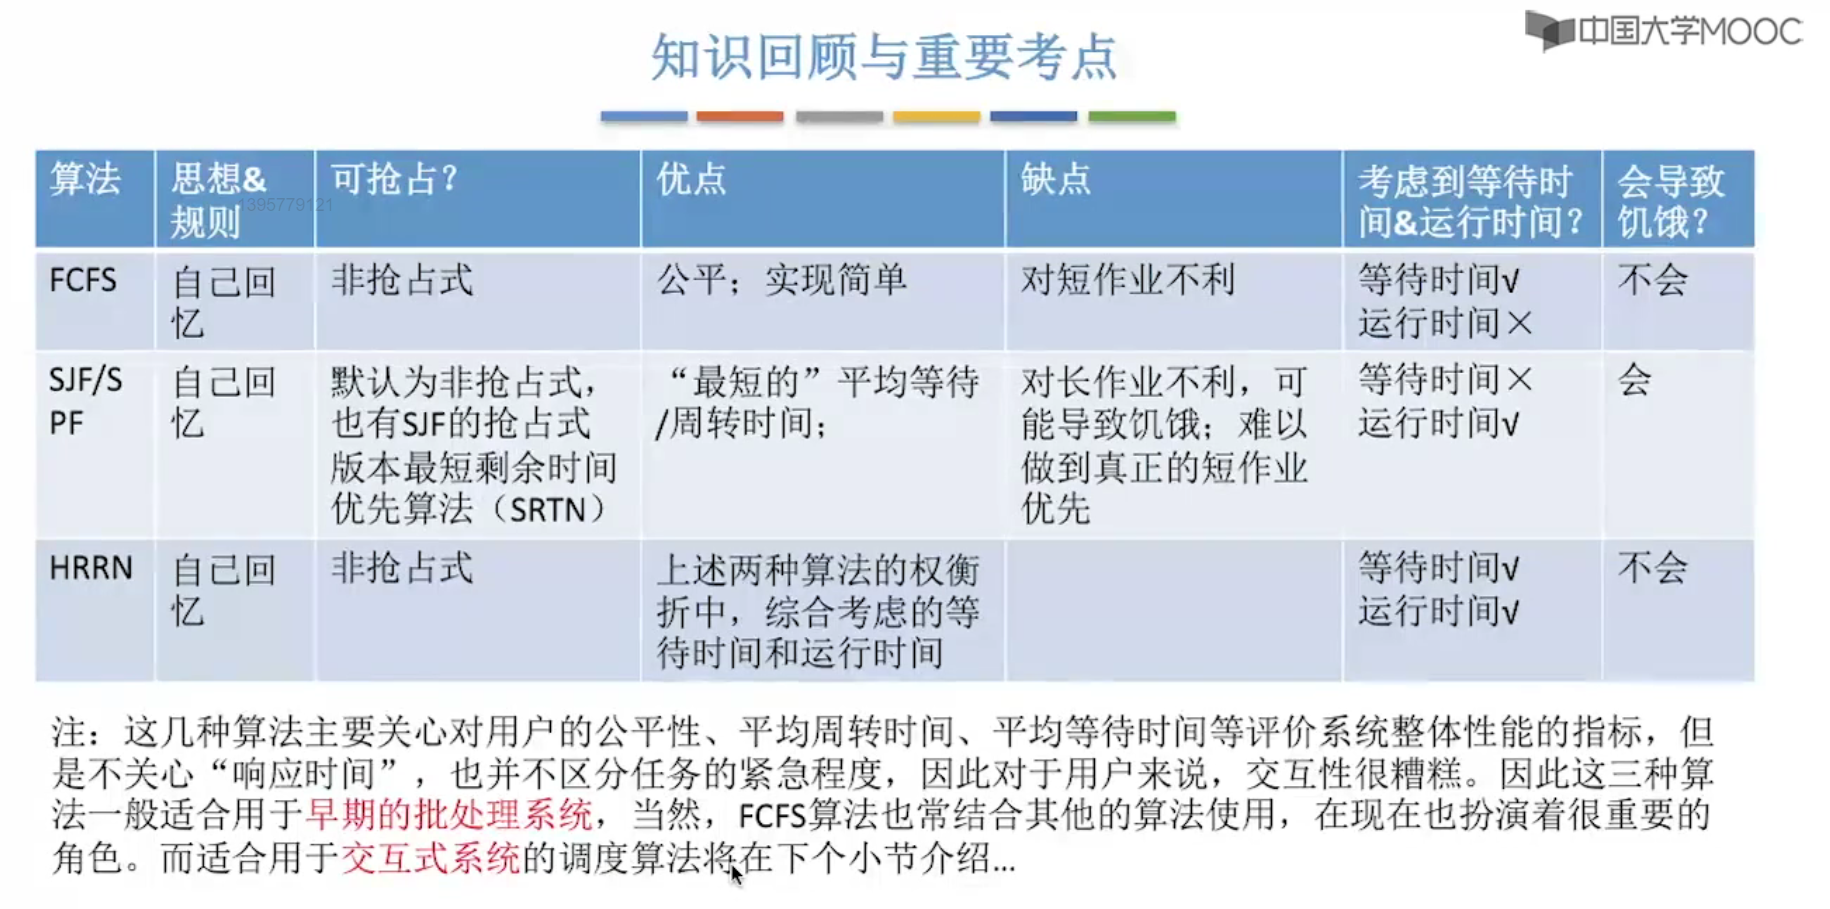 中国大学MOOC
知识回顾与重要考点
算法
思想&
规则
可抢占？
优点
缺点
考虑到等待时
间&运行时间？
会导致
饥饿？
1395779121
FCFS
自己回
忆
非抢占式
公平；实现简单
对短作业不利
等待时间√
运行时间×
不会
SJF/S
PF
自己回
忆
默认为非抢占式，
也有SJF的抢占式
版本最短剩余时间
优先算法（SRTN）
“最短的”平均等待
/周转时间；
对长作业不利，可
能导致饥饿；难以
做到真正的短作业
优先
等待时间×
运行时间√
会
HRRN
自己回
忆
非抢占式
上述两种算法的权衡
折中，综合考虑的等
待时间和运行时间
等待时间√
运行时间√
不会
注：这几种算法主要关心对用户的公平性、平均周转时间、平均等待时间等评价系统整体性能的指标，但
是不关心“响应时间”，也并不区分任务的紧急程度，因此对于用户来说，交互性很糟糕。因此这三种算
法一般适合用于早期的批处理系统，当然，FCFS算法也常结合其他的算法使用，在现在也扮演着很重要的
角色。而适合用于交互式系统的调度算法将在下个小节介绍...